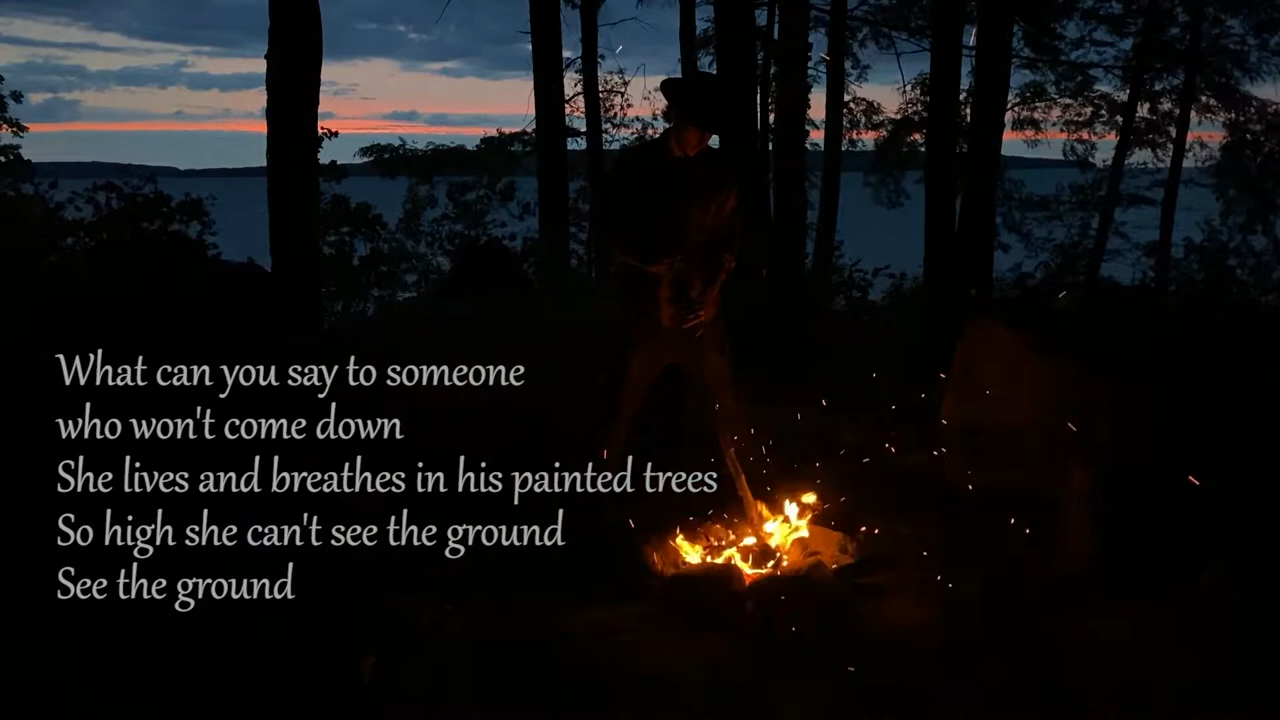 What can you say to someone
who won't come down
She lives and breathes in his painted trees
So high she can't see the ground
See the ground